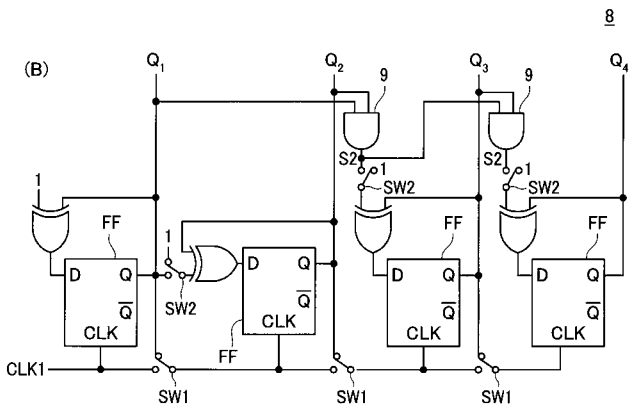 8
(B)
Q1 Q2 Q3 Q4
9 9
S2 S2
1 1 1
SW2 SW2
FF FF FF
1
D Q D Q D Q D Q
SW2
Q Q Q Q
CLK CLK CLK CLK
FF
CLK1
SW1 SW1 SW1